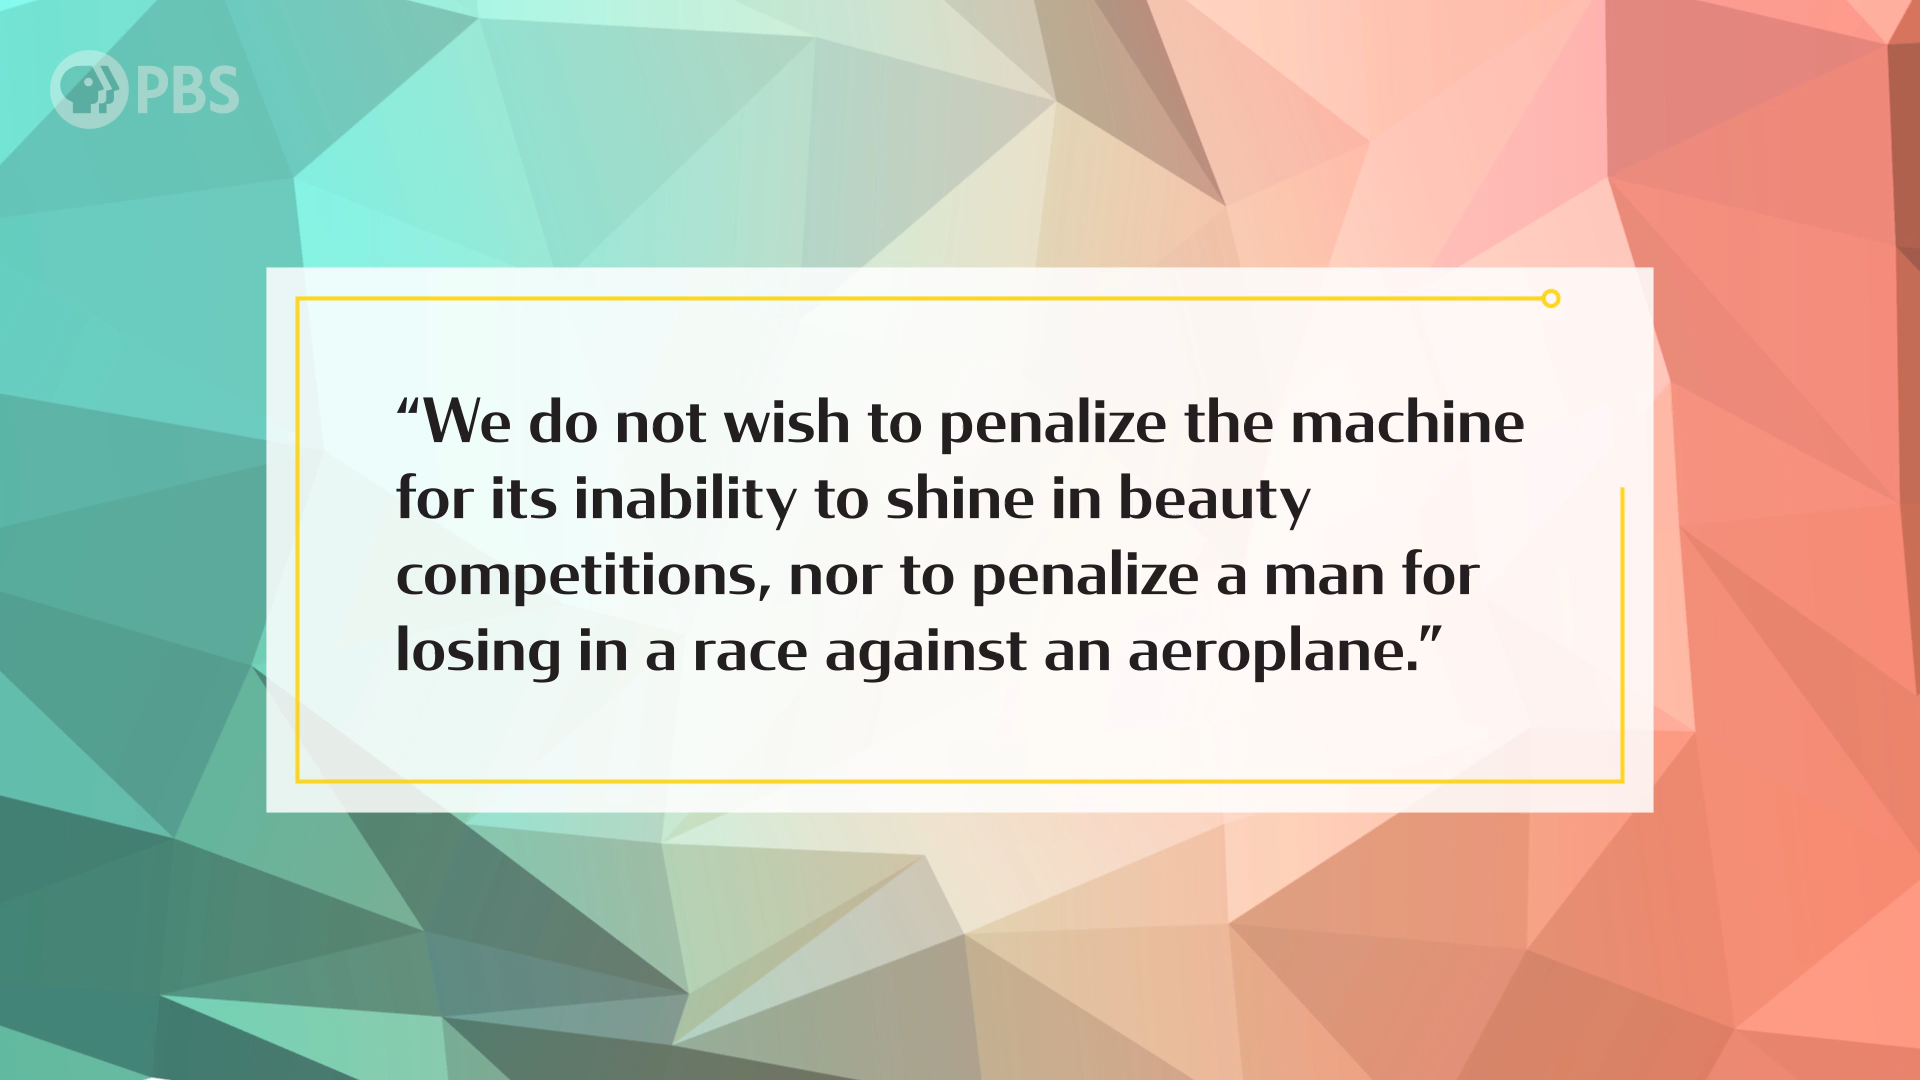 PBS
“We do not wish to penalize the machine
for its inability to shine in beauty
competitions, nor to penalize a man for
losing in a race against an aeroplane.”